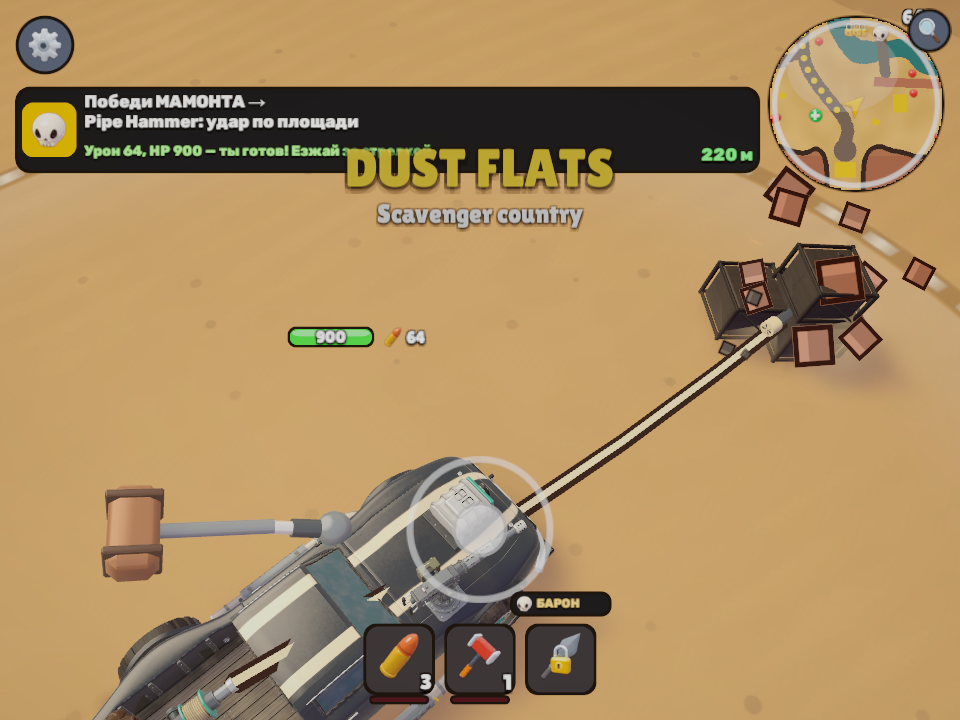 Победи МАМОНТА →
Pipe Hammer: удар по площади
Урон 64, HP 900 – ты готов! Езжай
220 м
DUST FLATS
Scavenger country
900
64
БАРОН
3
1